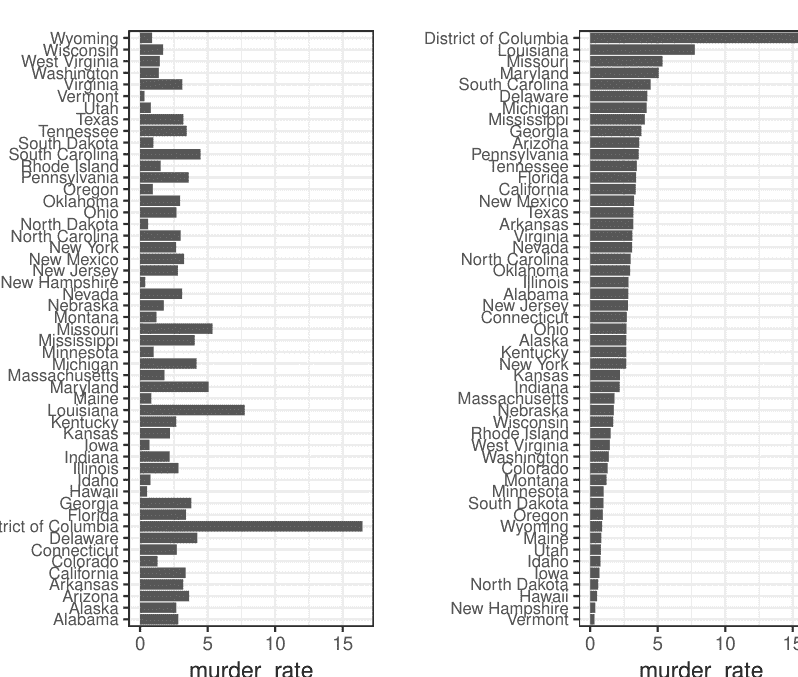 Wyoming
Wisconsin
West Virginia
Washington
Virginia
Vermont
Utah
Texas
Tennessee
South Dakota
South Carolina
Rhode Island
Pennsylvania
Oregon
Oklahoma
Ohio
North Dakota
North Carolina
New York
New Mexico
New Jersey
New Hampshire
Nevada
Nebraska
Montana
Missouri
Mississippi
Minnesota
Michigan
Massachusetts
Maryland
Maine
Louisiana
Kentucky
Kansas
Iowa
Indiana
Illinois
Idaho
Hawaii
Georgia
Florida
trict of Columbia
Delaware
Connecticut
Colorado
California
Arkansas
Arizona
Alaska
Alabama
0 5 10 15
murder_rate
District of Columbia
Louisiana
Missouri
Maryland
South Carolina
Delaware
Michigan
Mississippi
Georgia
Arizona
Pennsylvania
Tennessee
Florida
California
New Mexico
Texas
Arkansas
Virginia
Nevada
North Carolina
Oklahoma
Illinois
Alabama
New Jersey
Connecticut
Ohio
Alaska
Kentucky
New York
Kansas
Indiana
Massachusetts
Nebraska
Wisconsin
Rhode Island
West Virginia
Washington
Colorado
Montana
Minnesota
South Dakota
Oregon
Wyoming
Maine
Utah
Idaho
Iowa
North Dakota
Hawaii
New Hampshire
Vermont
0 5 10 15
murder_rate